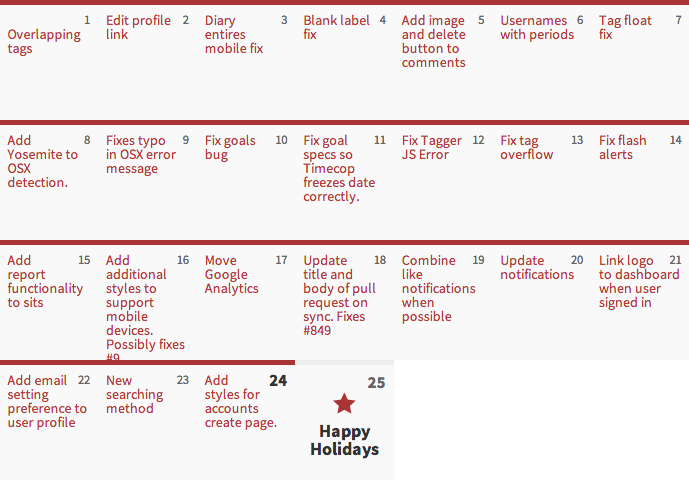 1
Overlapping
tags
Edit profile 2
link
Diary 3
entires
mobile fix
Blank label 4
fix
Add image 5
and delete
button to
comments
Usernames 6
with periods
Tag float 7
fix
Add 8
Yosemite to
OSX
detection.
Fixes typo 9
in OSX error
message
Fix goals 10
bug
Fix goal 11
specs so
Timecop
freezes date
correctly.
Fix Tagger 12
JS Error
Fix tag 13
overflow
Fix flash 14
alerts
Add 15
report
functionality
to sits
Add 16
additional
styles to
support
mobile
devices.
Possibly fixes
#9
Move 17
Google
Analytics
Update 18
title and
body of pull
request on
sync. Fixes
#849
Combine 19
like
notifications
when
possible
Update 20
notifications
Link logo 21
to dashboard
when user
signed in
Add email 22
setting
preference to
user profile
New 23
searching
method
Add 24
styles for
accounts
create page.
25
Happy
Holidays